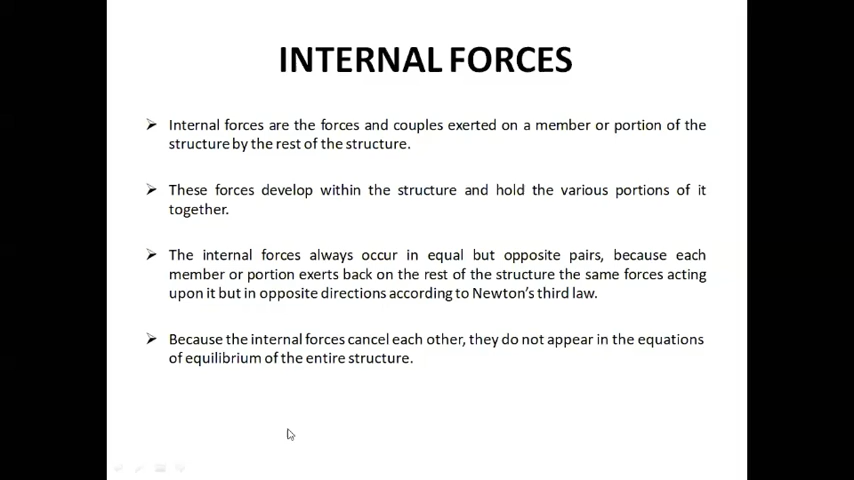 INTERNAL FORCES
Internal forces are the forces and couples exerted on a member or portion of the
structure by the rest of the structure.
These forces develop within the structure and hold the various portions of it
together.
The internal forces always occur in equal but opposite pairs, because each
member or portion exerts back on the rest of the structure the same forces acting
upon it but in opposite directions according to Newton's third law.
Because the internal forces cancel each other, they do not appear in the equations
of equilibrium of the entire structure.